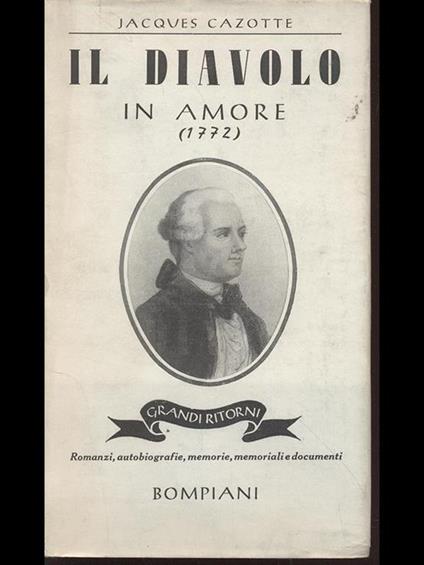 JACQUES CAZOTTE
IL DIAVOLO
IN AMORE
(1772)
GRANDI RITORNI
Romanzi, autobiografie, memorie, memoriali e documenti
BOMPIANI